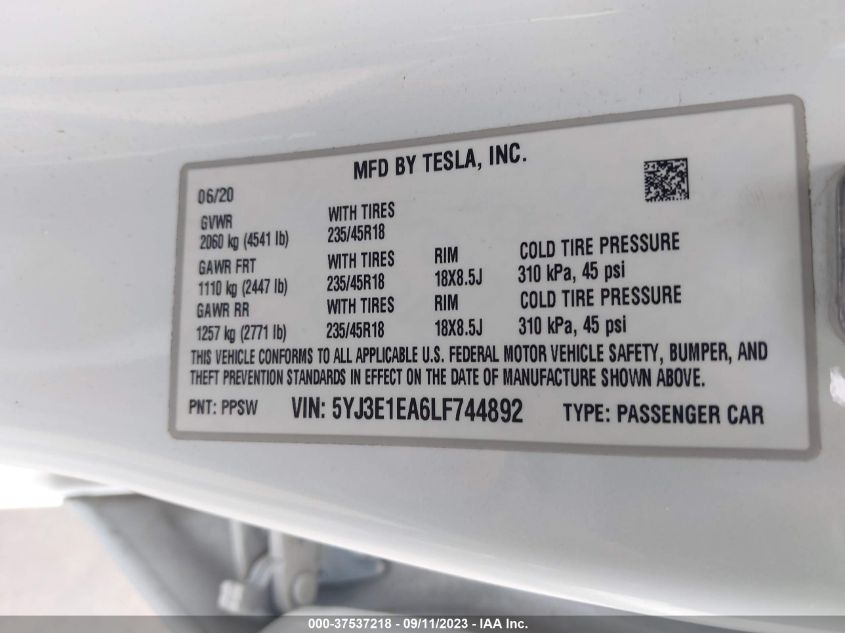 MFD BY TESLA, INC.
06/20
GVWR WITH TIRES
2060 kg (4541 lb) 235/45R18
GAWR FRT WITH TIRES RIM COLD TIRE PRESSURE
1110 kg (2447 lb) 235/45R18 18X8.5J 310 kPa, 45 psi
GAWR RR WITH TIRES RIM COLD TIRE PRESSURE
1257 kg (2771 lb) 235/45R18 18X8.5J 310 kPa, 45 psi
THIS VEHICLE CONFORMS TO ALL APPLICABLE U.S. FEDERAL MOTOR VEHICLE SAFETY, BUMPER, AND
THEFT PREVENTION STANDARDS IN EFFECT ON THE DATE OF MANUFACTURE SHOWN ABOVE.
PNT: PPSW VIN: 5YJ3E1EA6LF744892 TYPE: PASSENGER CAR
000-37537218 - 09/11/2023 - IAA Inc.